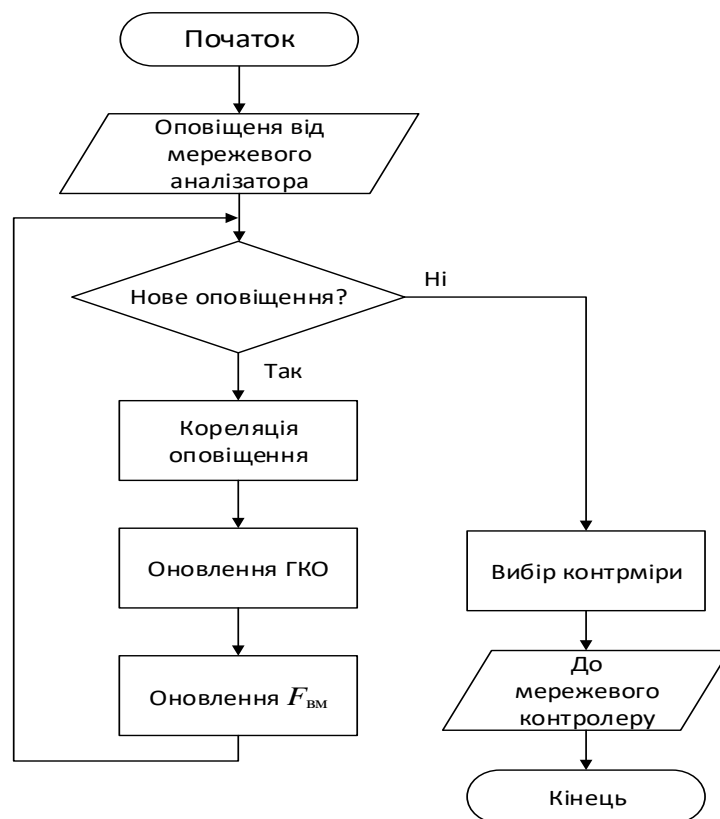 Початок
Оповіщеня від
мережевого
аналізатора
Нове оповіщення?
Ні
Так
Кореляція
оповіщення
Оновлення ГКО
Вибір контрміри
Оновлення Fвм
До
мережевого
контролеру
Кінець